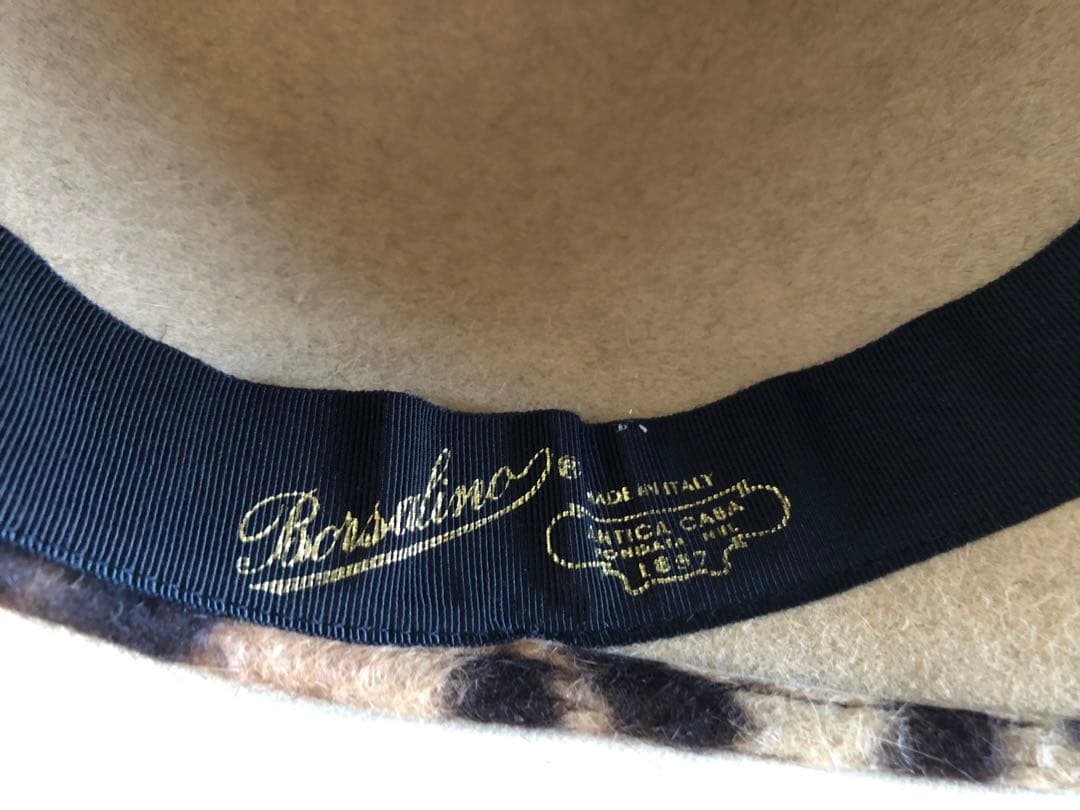 Borsalino®
MADE IN ITALY
ANTICA CASA
FONDATA NEL
1857